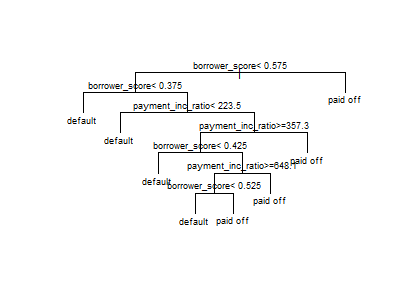 borrower_score< 0.575
borrower_score< 0.375
paid off
payment_inc_ratio< 223.5
default
payment_inc_ratio>=357.3
default
borrower_score< 0.425
paid off
payment_inc_ratio>=648.1
default
borrower_score< 0.525
paid off
default
paid off